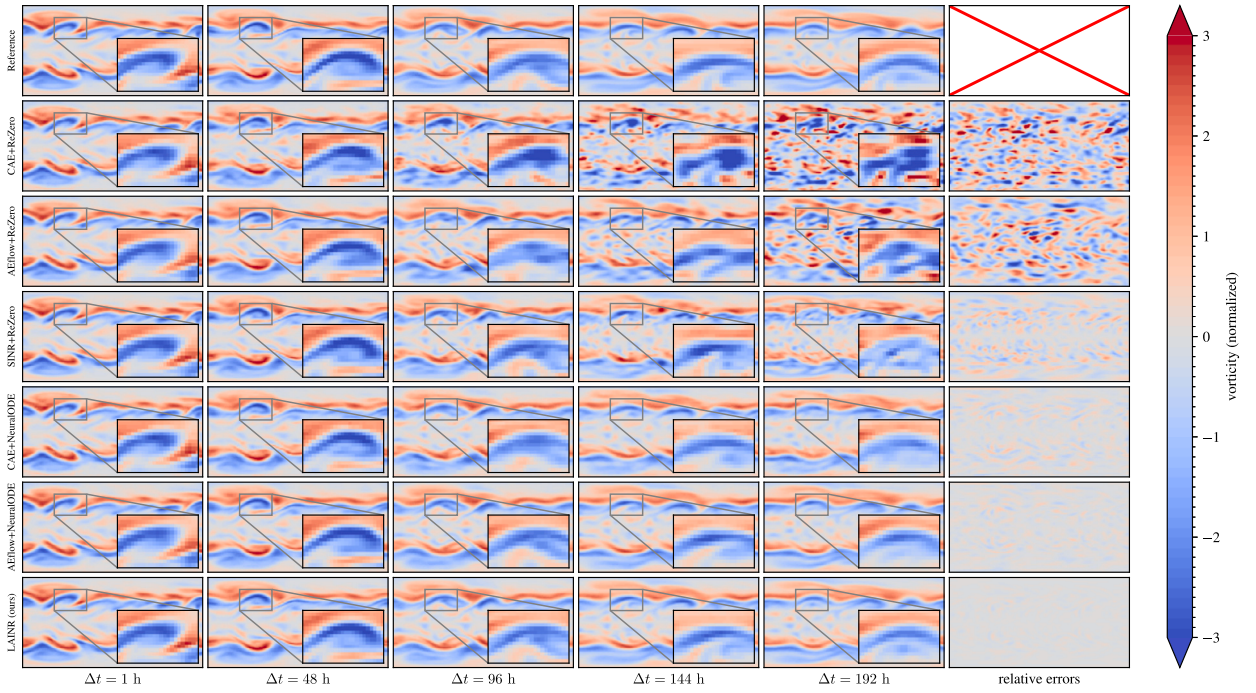 Reference
CAE+ReZero
AEflow+ReZero
SINR+ReZero
CAE+NeuralODE
AEflow+NeuralODE
LAINR (ours)
Δt = 1 h
Δt = 48 h
Δt = 96 h
Δt = 144 h
Δt = 192 h
relative errors
3
2
1
0
−1
−2
−3
vorticity (normalized)